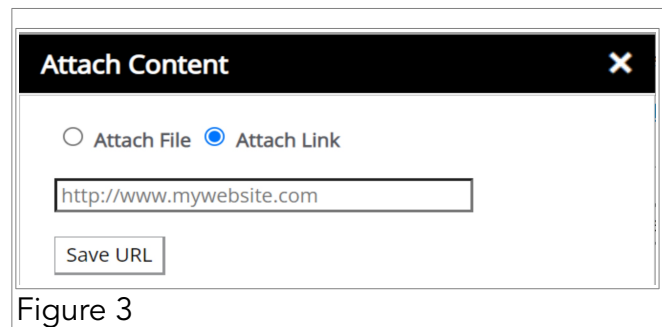 Attach Content
Attach File Attach Link
http://www.mywebsite.com
Save URL
Figure 3